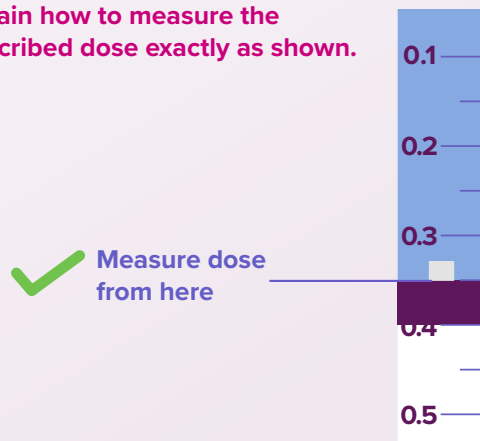 ain how to measure the
cribed dose exactly as shown.
0.1
0.2
0.3
Measure dose
from here
0.4
0.5